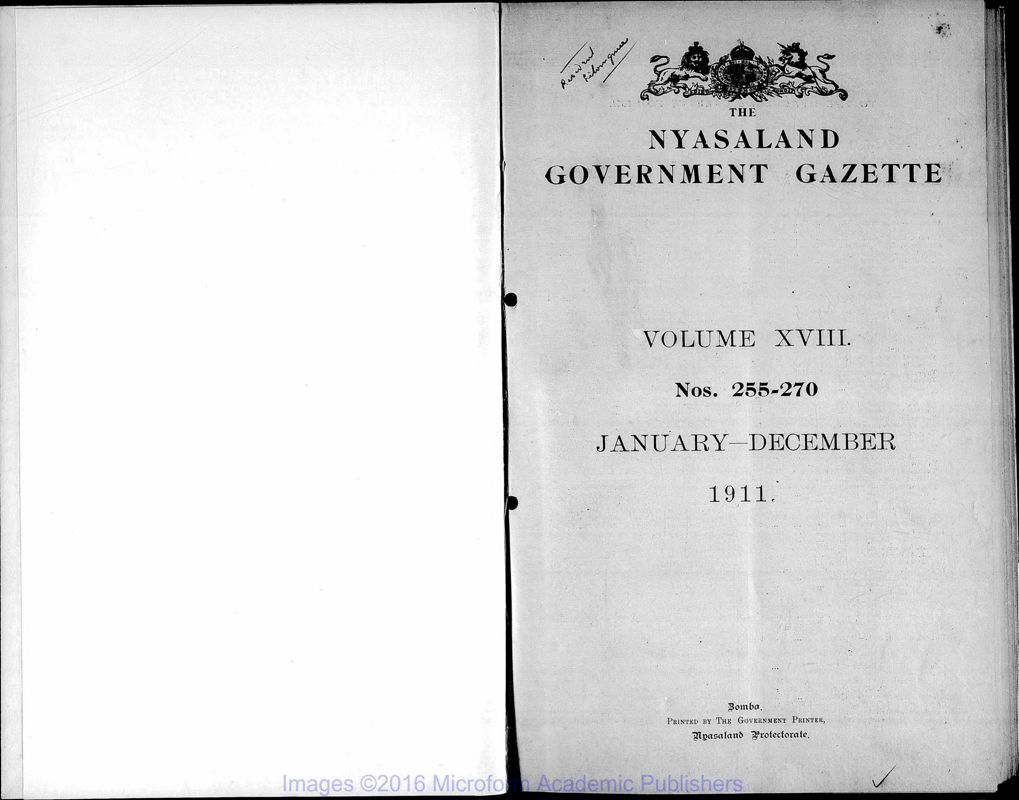 THE
NYASALAND
GOVERNMENT GAZETTE
VOLUME XVIII.
Nos. 255-270
JANUARY—DECEMBER
1911.
Zomba,
PRINTED BY THE GOVERNMENT PRINTER,
Nyasaland Protectorate.
Images ©2016 Microform Academic Publishers